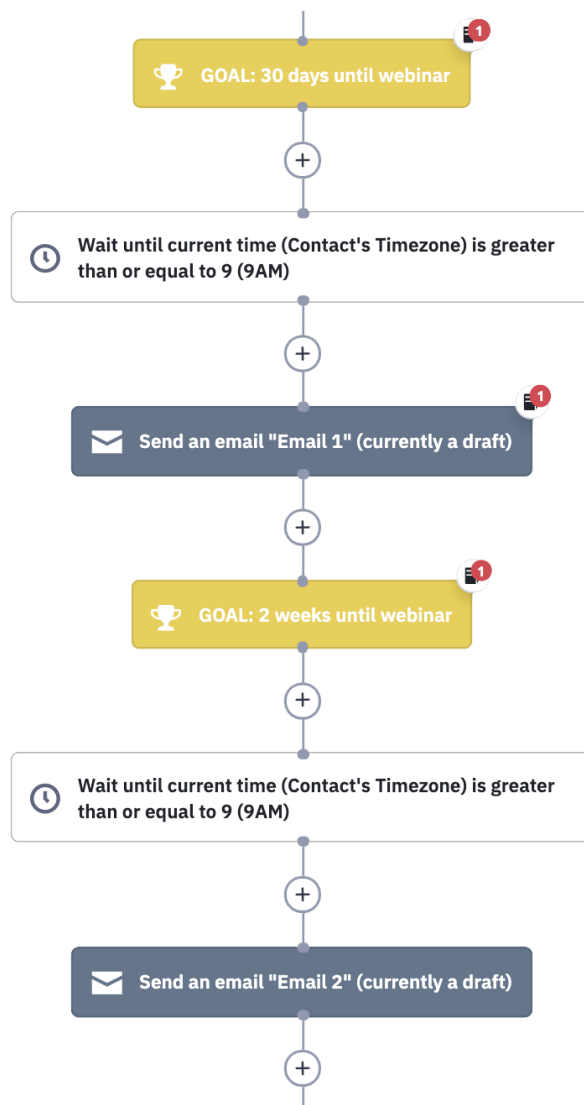 1
GOAL: 30 days until webinar
Wait until current time (Contact's Timezone) is greater
than or equal to 9 (9AM)
1
Send an email "Email 1" (currently a draft)
1
GOAL: 2 weeks until webinar
Wait until current time (Contact's Timezone) is greater
than or equal to 9 (9AM)
Send an email "Email 2" (currently a draft)